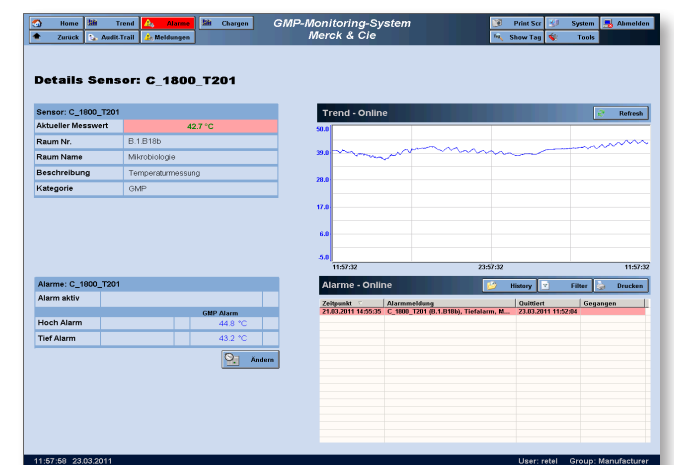 Home Trend Alarme Chargen GMP-Monitoring-System Print Scr System Abmelden
Zurück Audit-Trail Meldungen Merck & Cie Show Tag Tools
Details Sensor: C_1800_T201
Sensor: C_1800_T201
Aktueller Messwert 42.7 °C
Raum Nr. B.1.B18b
Raum Name Mikrobiologie
Beschreibung Temperaturmessung
Kategorie GMP
Trend - Online Refresh
50.0
39.0
28.0
17.0
6.0
-5.0
11:57:32 23:57:32 11:57:32
Alarme: C_1800_T201
Alarm aktiv
GMP Alarm
Hoch Alarm 44.8 °C
Tief Alarm 43.2 °C
Ändern
Alarme - Online History Filter Drucken
Zeitpunkt Alarmmeldung Quittiert Gegangen
21.03.2011 14:55:35 C_1800_T201 (B.1.B18b), Tiefalarm, M... 23.03.2011 11:52:04
11:57:58 23.03.2011 User: retel Group: Manufacturer